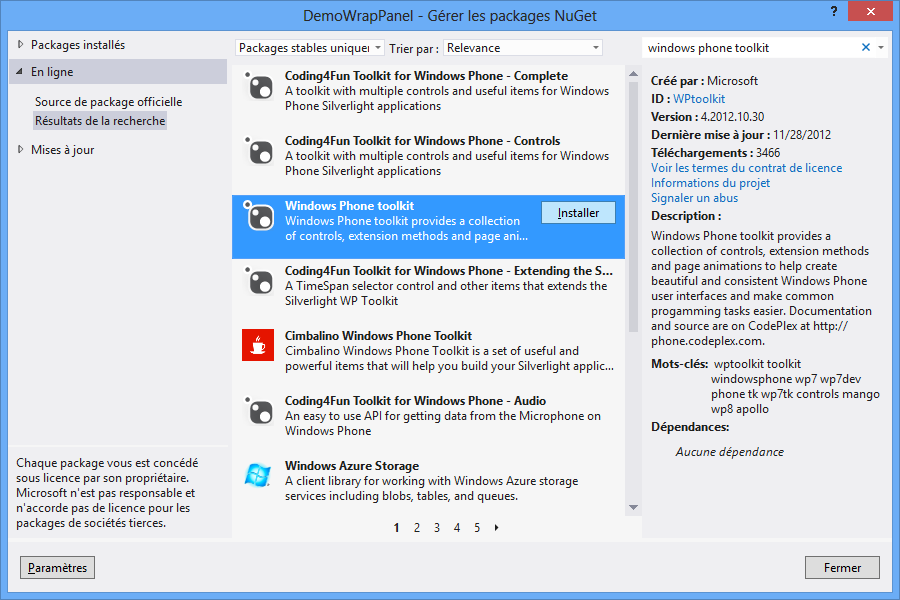 DemoWrapPanel - Gérer les packages NuGet
?
Packages installés
En ligne
Source de package officielle
Résultats de la recherche
Mises à jour
Chaque package vous est concédé
sous licence par son propriétaire.
Microsoft n'est pas responsable et
n'accorde pas de licence pour les
packages de sociétés tierces.
Packages stables uniquer
Trier par :
Relevance
Coding4Fun Toolkit for Windows Phone - Complete
A toolkit with multiple controls and useful items for Windows
Phone Silverlight applications
Coding4Fun Toolkit for Windows Phone - Controls
A toolkit with multiple controls and useful items for Windows
Phone Silverlight applications
Windows Phone toolkit
Windows Phone toolkit provides a collection
of controls, extension methods and page ani...
Installer
Coding4Fun Toolkit for Windows Phone - Extending the S...
A TimeSpan selector control and other items that extends the
Silverlight WP Toolkit
Cimbalino Windows Phone Toolkit
Cimbalino Windows Phone Toolkit is a set of useful and
powerful items that will help you build your Silverlight applic...
Coding4Fun Toolkit for Windows Phone - Audio
An easy to use API for getting data from the Microphone on
Windows Phone
Windows Azure Storage
A client library for working with Windows Azure storage
services including blobs, tables, and queues.
1 2 3 4 5
windows phone toolkit
Créé par : Microsoft
ID : WPtoolkit
Version : 4.2012.10.30
Dernière mise à jour : 11/28/2012
Téléchargements : 3466
Voir les termes du contrat de licence
Informations du projet
Signaler un abus
Description :
Windows Phone toolkit provides a
collection of controls, extension methods
and page animations to help create
beautiful and consistent Windows Phone
user interfaces and make common
progamming tasks easier. Documentation
and source are on CodePlex at http://
phone.codeplex.com.
Mots-clés: wptoolkit toolkit
windowsphone wp7 wp7dev
phone tk wp7tk controls mango
wp8 apollo
Dépendances:
Aucune dépendance
Paramètres
Fermer